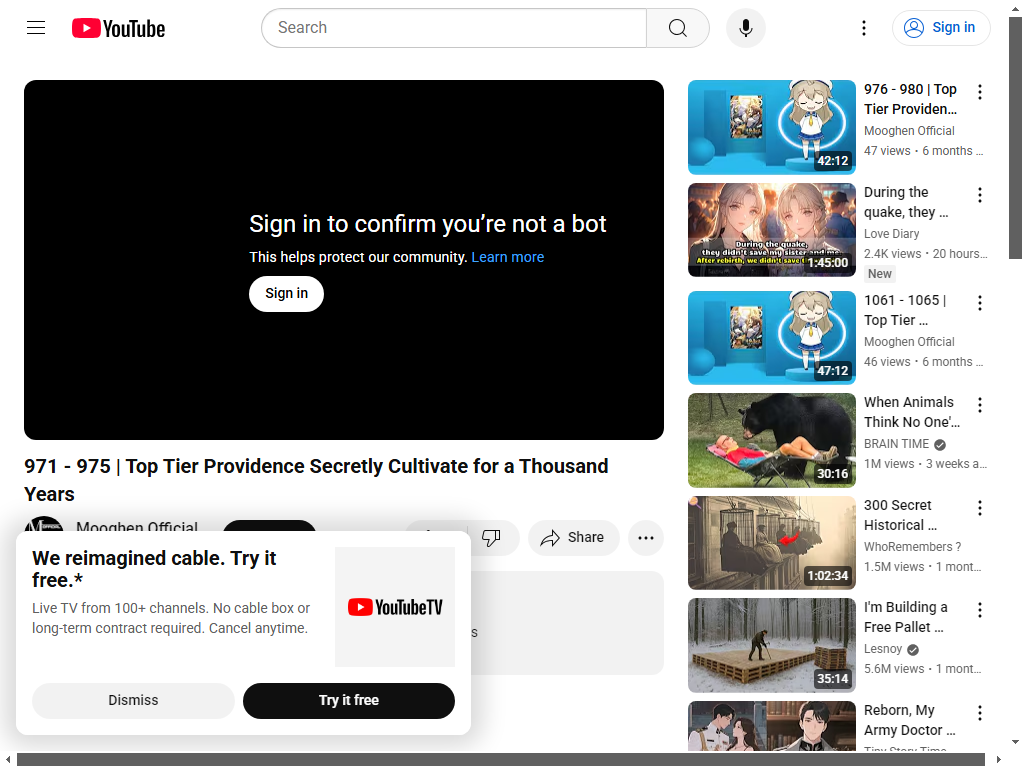 YouTube
Search
Sign in
Sign in to confirm you’re not a bot
This helps protect our community. Learn more
Sign in
971 - 975 | Top Tier Providence Secretly Cultivate for a Thousand
Years
Mooghen Official
Share
We reimagined cable. Try it
free.*
Live TV from 100+ channels. No cable box or
long-term contract required. Cancel anytime.
YouTubeTV
Dismiss
Try it free
s
42:12
976 - 980 | Top
Tier Providen…
Mooghen Official
47 views • 6 months …
During the quake,
they didn't save my sister and me
After rebirth, we didn't save t
1:45:00
During the
quake, they …
Love Diary
2.4K views • 20 hours…
New
47:12
1061 - 1065 |
Top Tier …
Mooghen Official
46 views • 6 months …
30:16
When Animals
Think No One'…
BRAIN TIME
1M views • 3 weeks a…
1:02:34
300 Secret
Historical …
WhoRemembers ?
1.5M views • 1 mont…
35:14
I'm Building a
Free Pallet …
Lesnoy
5.6M views • 1 mont…
Reborn, My
Army Doctor …
Tiny Story Time